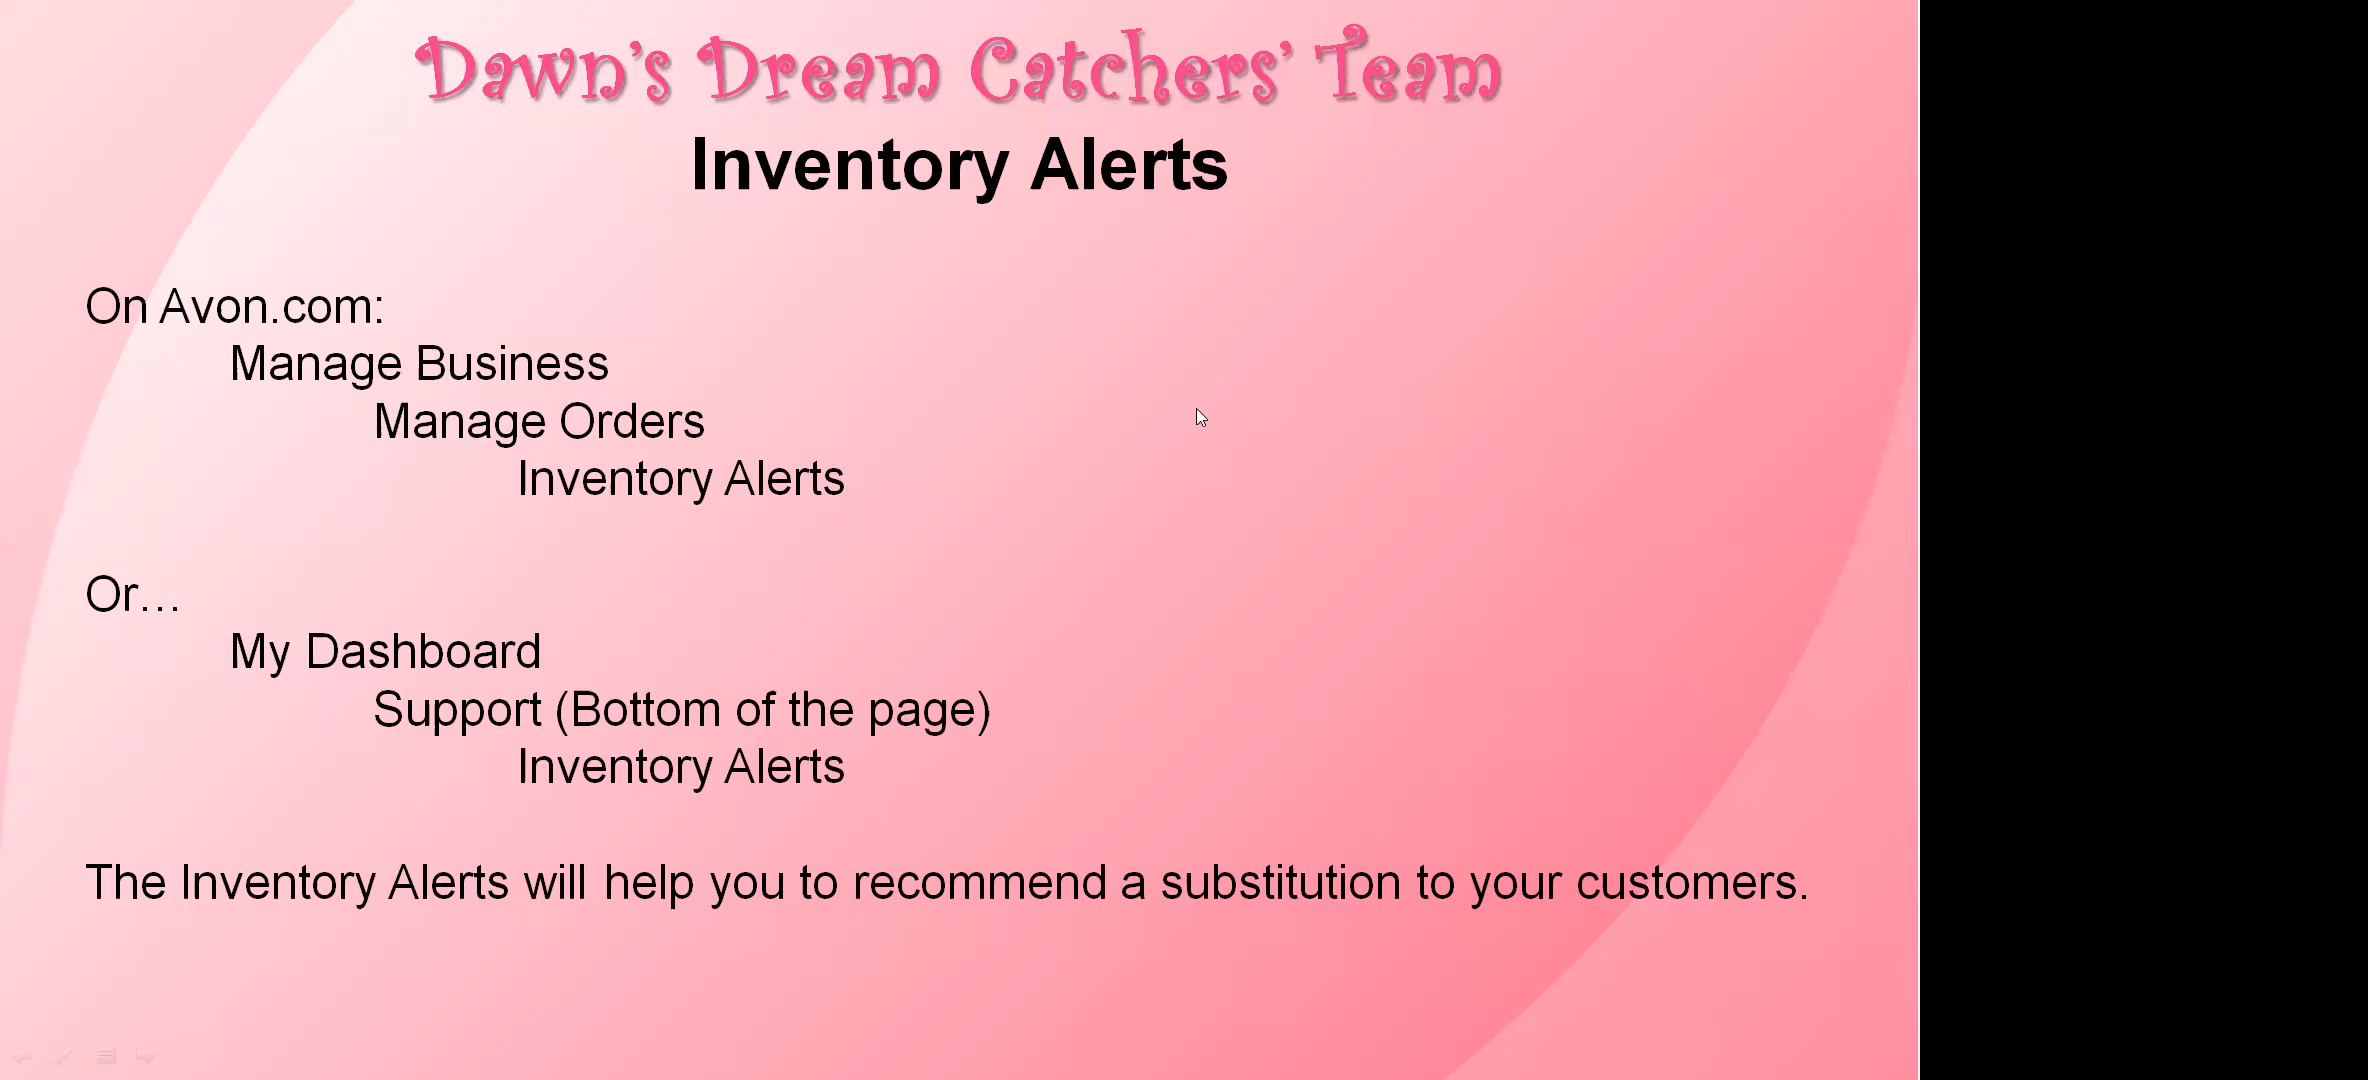 Dawn's Dream Catchers' Team
Inventory Alerts
On Avon.com:
Manage Business
Manage Orders
Inventory Alerts
Or...
My Dashboard
Support (Bottom of the page)
Inventory Alerts
The Inventory Alerts will help you to recommend a substitution to your customers.